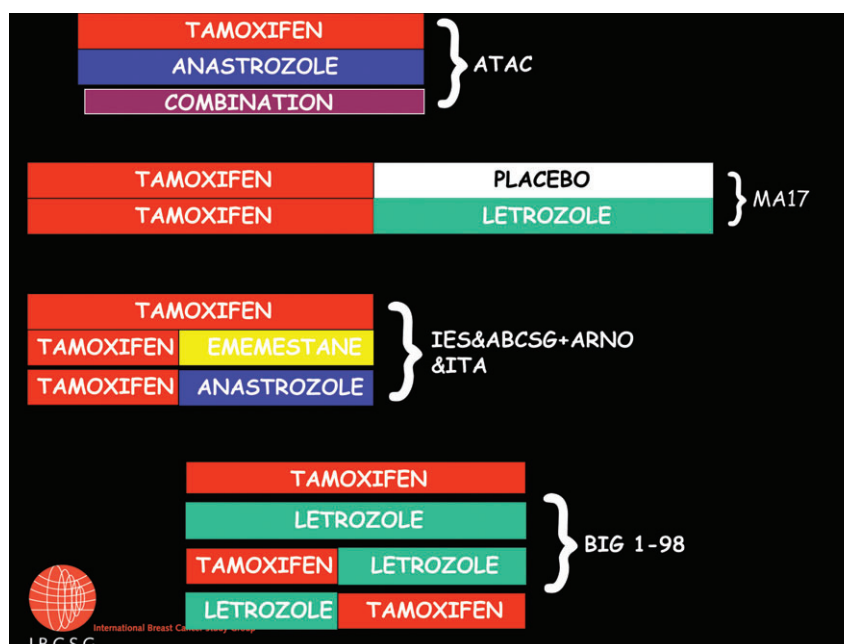 TAMOXIFEN
ANASTROZOLE
COMBINATION
ATAC
TAMOXIFEN PLACEBO
TAMOXIFEN LETROZOLE
MA17
TAMOXIFEN
TAMOXIFEN EMEMESTANE
TAMOXIFEN ANASTROZOLE
IES&ABCSG+ARNO
&ITA
TAMOXIFEN
LETROZOLE
TAMOXIFEN LETROZOLE
LETROZOLE TAMOXIFEN
BIG 1-98
International Breast Cancer Study Group
IBCSG